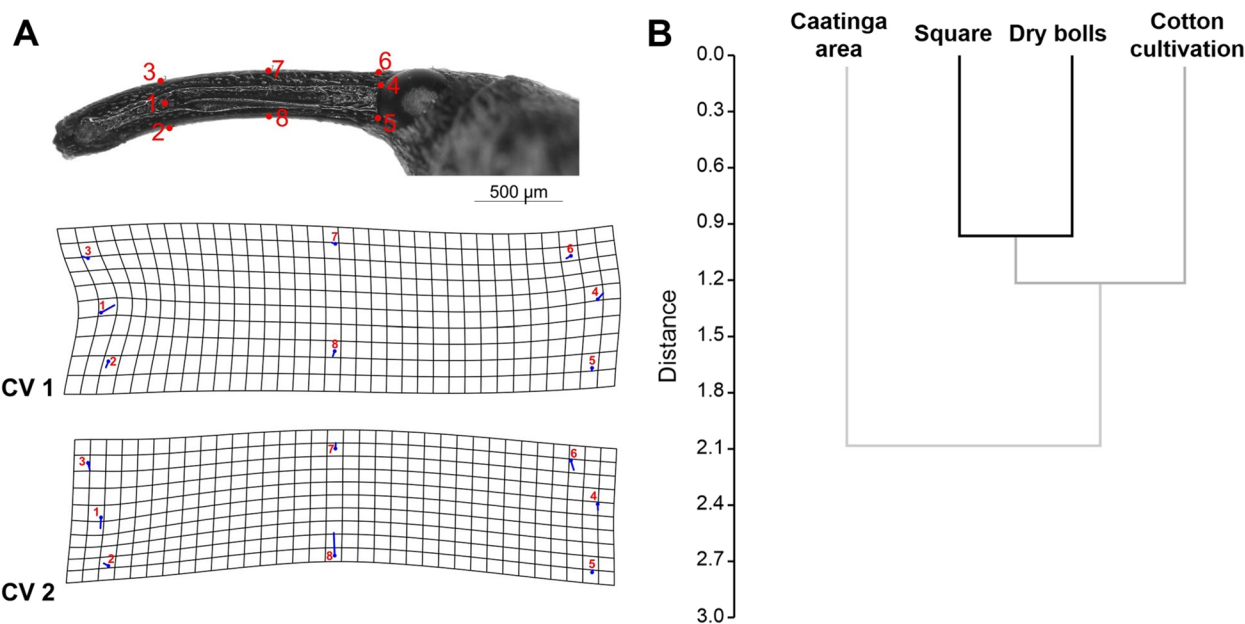 A
3
7
6
4
1
2
8
5
500 µm
7
3
6
1
4
8
2
5
CV 1
3
7
6
1
4
2
8
5
CV 2
B
Caatinga
area
Square
Dry bolls
Cotton
cultivation
0.0
0.3
0.6
0.9
1.2
1.5
1.8
2.1
2.4
2.7
3.0
Distance